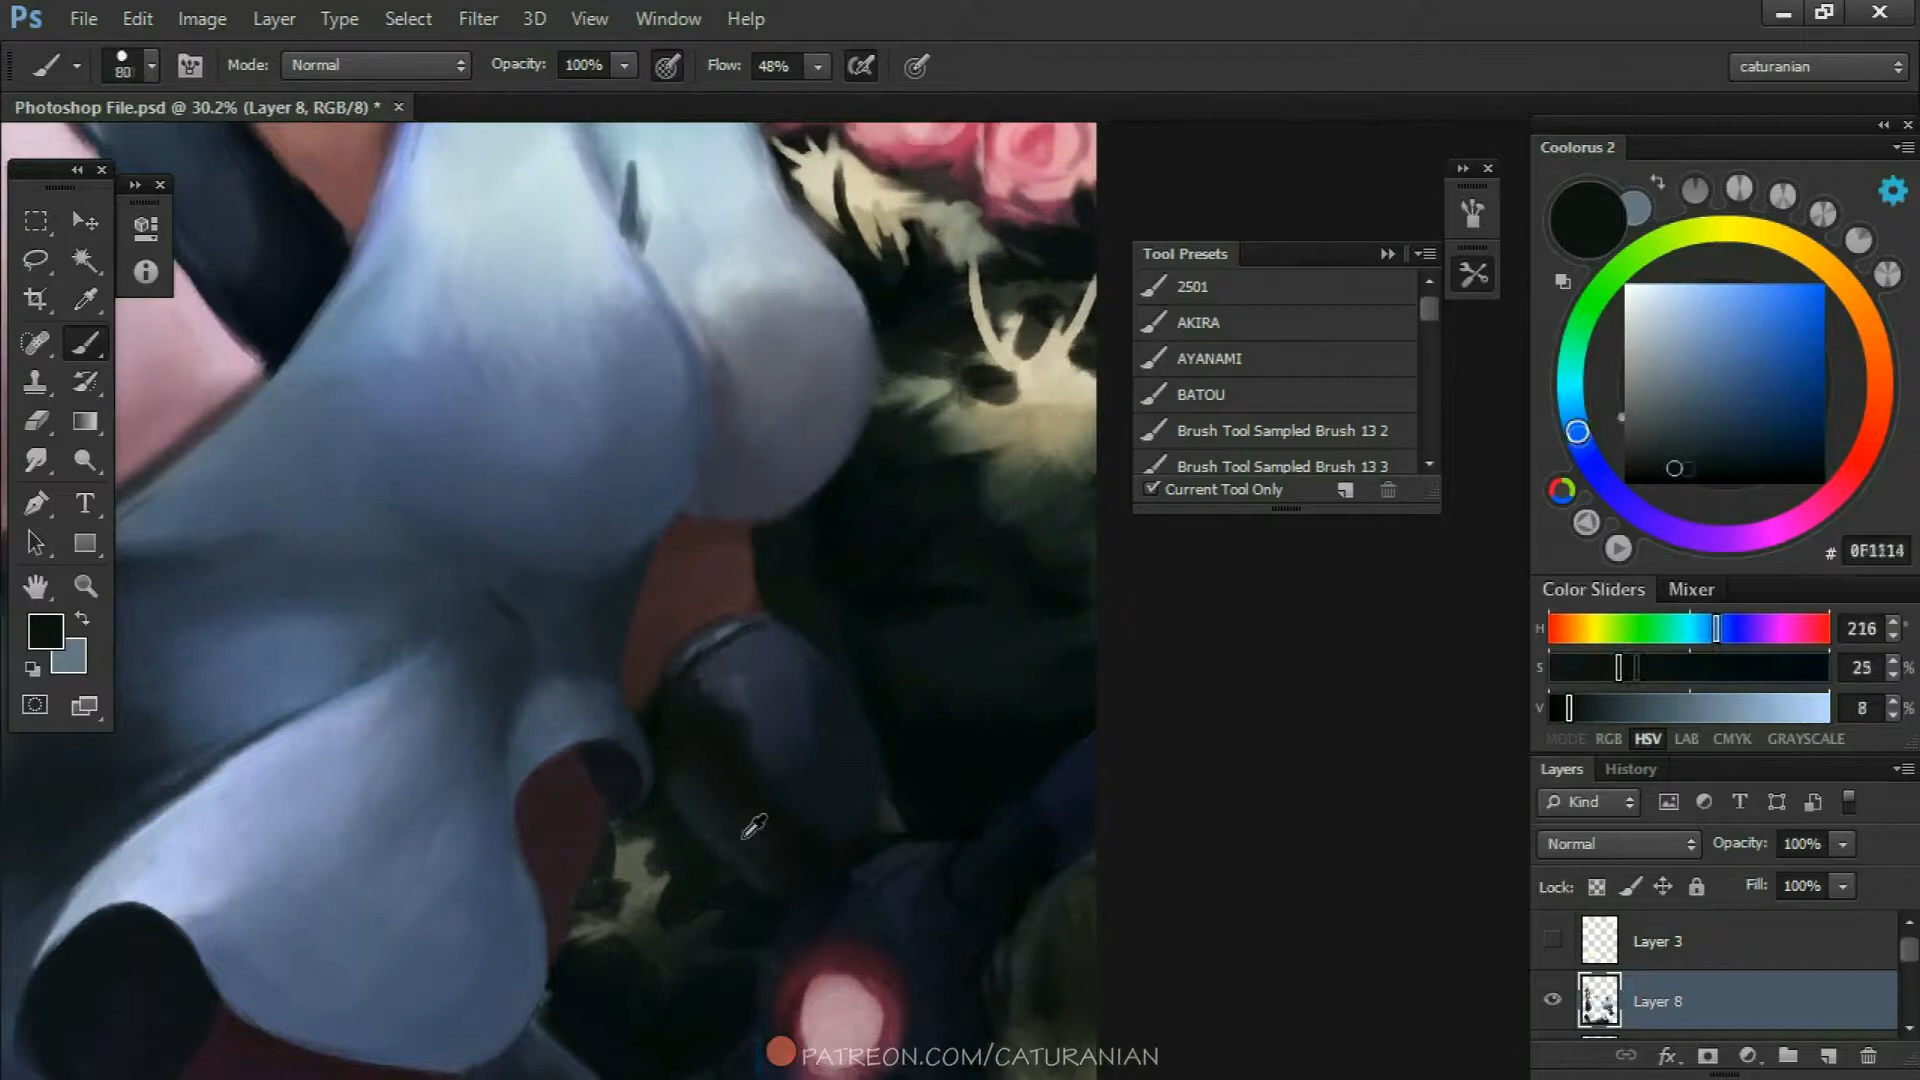 Ps File Edit Image Layer Type Select Filter 3D View Window Help
80 Mode: Normal Opacity: 100% Flow: 48% caturanian
Photoshop File.psd @ 30.2% (Layer 8, RGB/8) * ×
Coolorus 2
Tool Presets
2501
AKIRA
AYANAMI
BATOU
Brush Tool Sampled Brush 13 2
Brush Tool Sampled Brush 13 3
Current Tool Only
# 0F1114
Color Sliders Mixer
H 216 °
S 25 %
V 8 %
MODE RGB HSV LAB CMYK GRAYSCALE
Layers History
Kind
Normal Opacity: 100%
Lock: Fill: 100%
Layer 3
Layer 8
fx
PATREON.COM/CATURANIAN